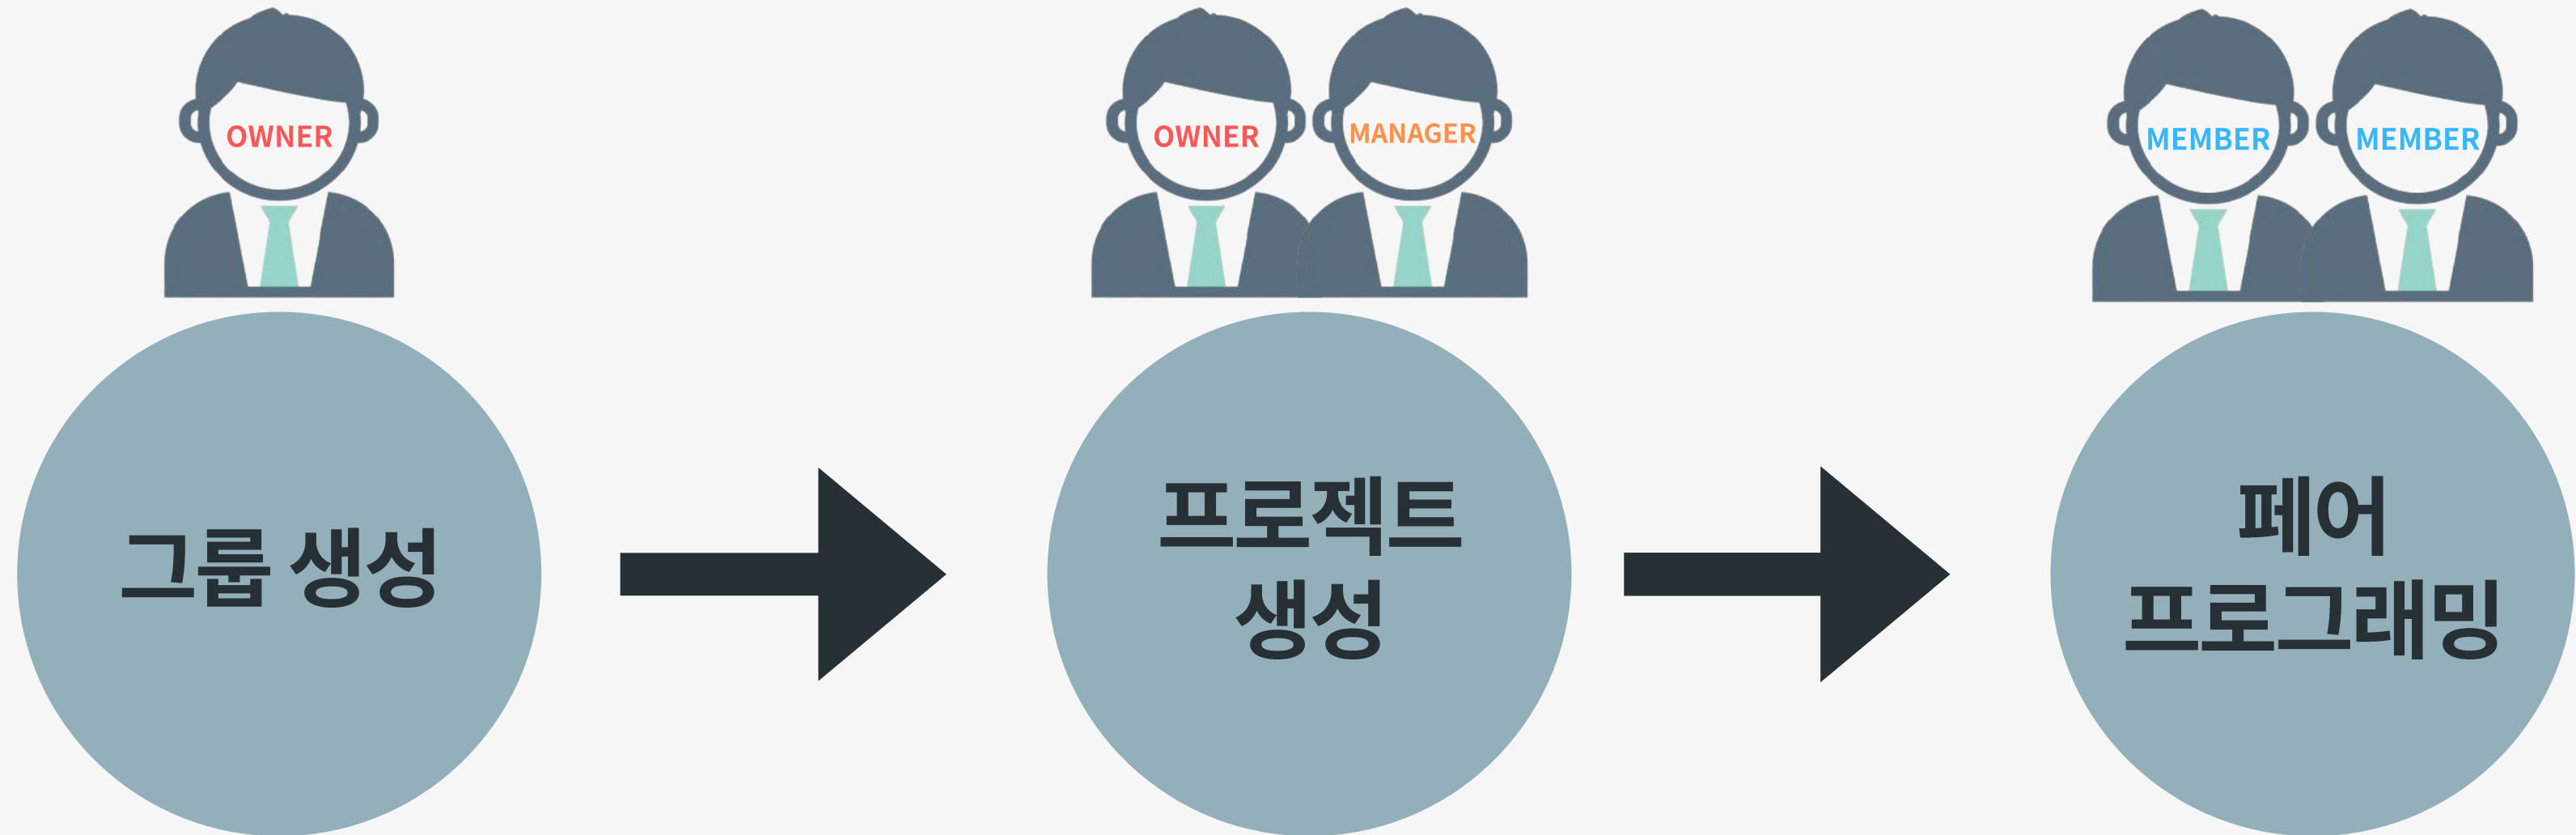 OWNER
OWNER
MANAGER
MEMBER
MEMBER
그룹 생성
프로젝트
생성
페어
프로그래밍